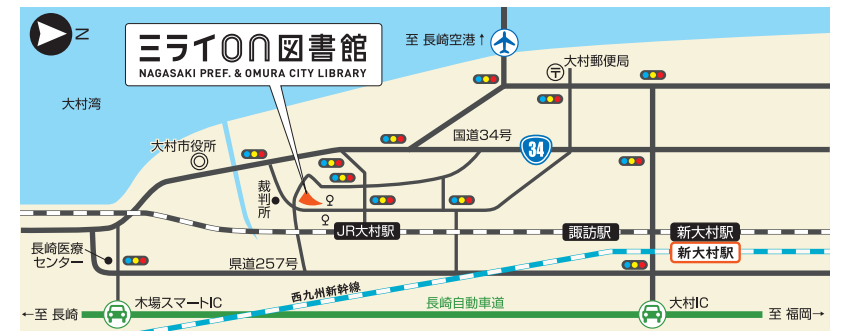 N
ミライon図書館
NAGASAKI PREF. & OMURA CITY LIBRARY
至 長崎空港↑
大村郵便局
大村湾
大村市役所
国道34号
34
裁判所
JR大村駅
諏訪駅
新大村駅
新大村駅
長崎医療
センター
県道257号
西九州新幹線
木場スマートIC
長崎自動車道
大村IC
←至 長崎
至 福岡→